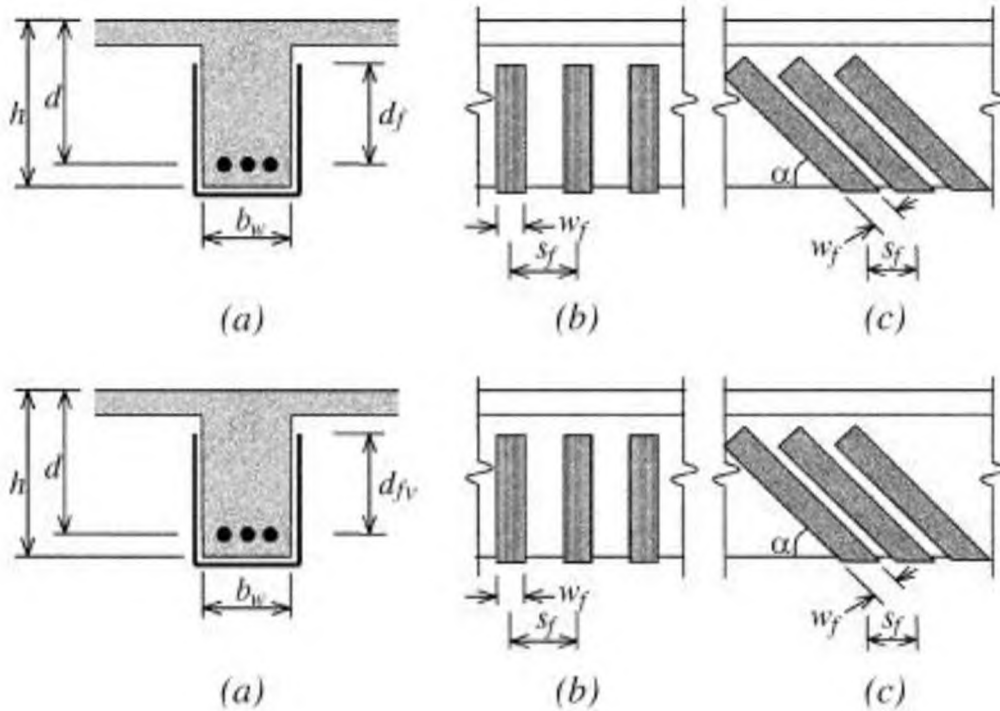 h
d
d_f
b_w
w_f
s_f
α
w_f
s_f
(a)
(b)
(c)
h
d
d_fv
b_w
w_f
s_f
α
w_f
s_f
(a)
(b)
(c)